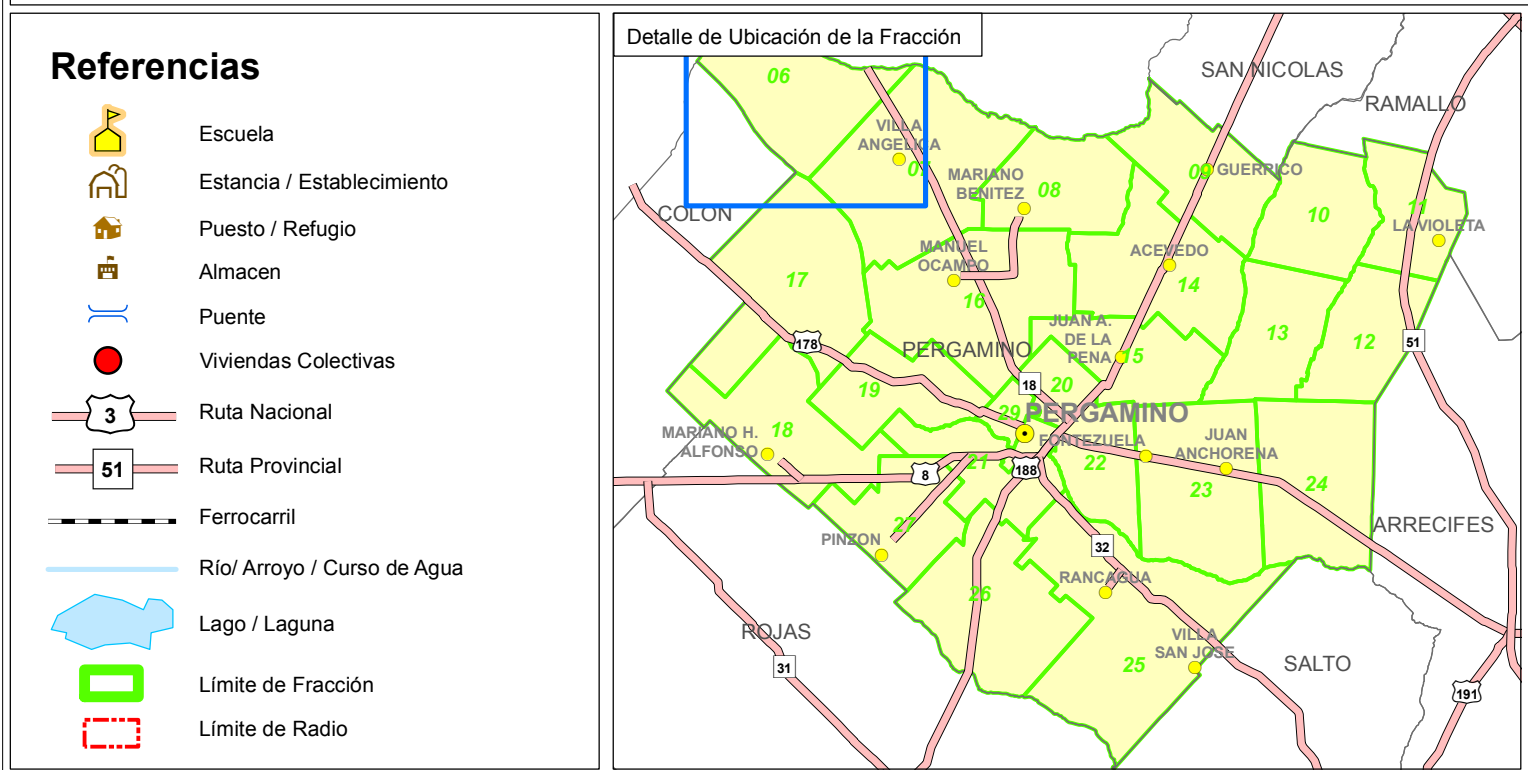 Referencias
Escuela
Estancia / Establecimiento
Puesto / Refugio
Almacen
Puente
Viviendas Colectivas
3
Ruta Nacional
51
Ruta Provincial
Ferrocarril
Río/ Arroyo / Curso de Agua
Lago / Laguna
Límite de Fracción
Límite de Radio
Detalle de Ubicación de la Fracción
06
SAN NICOLAS
RAMALLO
VILLA
ANGELICA
07
MARIANO
BENITEZ
08
09
GUERRICO
10
11
LA VIOLETA
COLON
MANUEL
OCAMPO
16
ACEVEDO
14
17
13
12
JUAN A.
DE LA
PENA
15
178
PERGAMINO
51
18
20
19
29
PERGAMINO
MARIANO H.
ALFONSO
18
FONTEZUELA
JUAN
ANCHORENA
21
22
8
188
23
24
ARRECIFES
27
PINZON
32
RANCAGUA
26
ROJAS
31
VILLA
SAN JOSE
25
SALTO
191